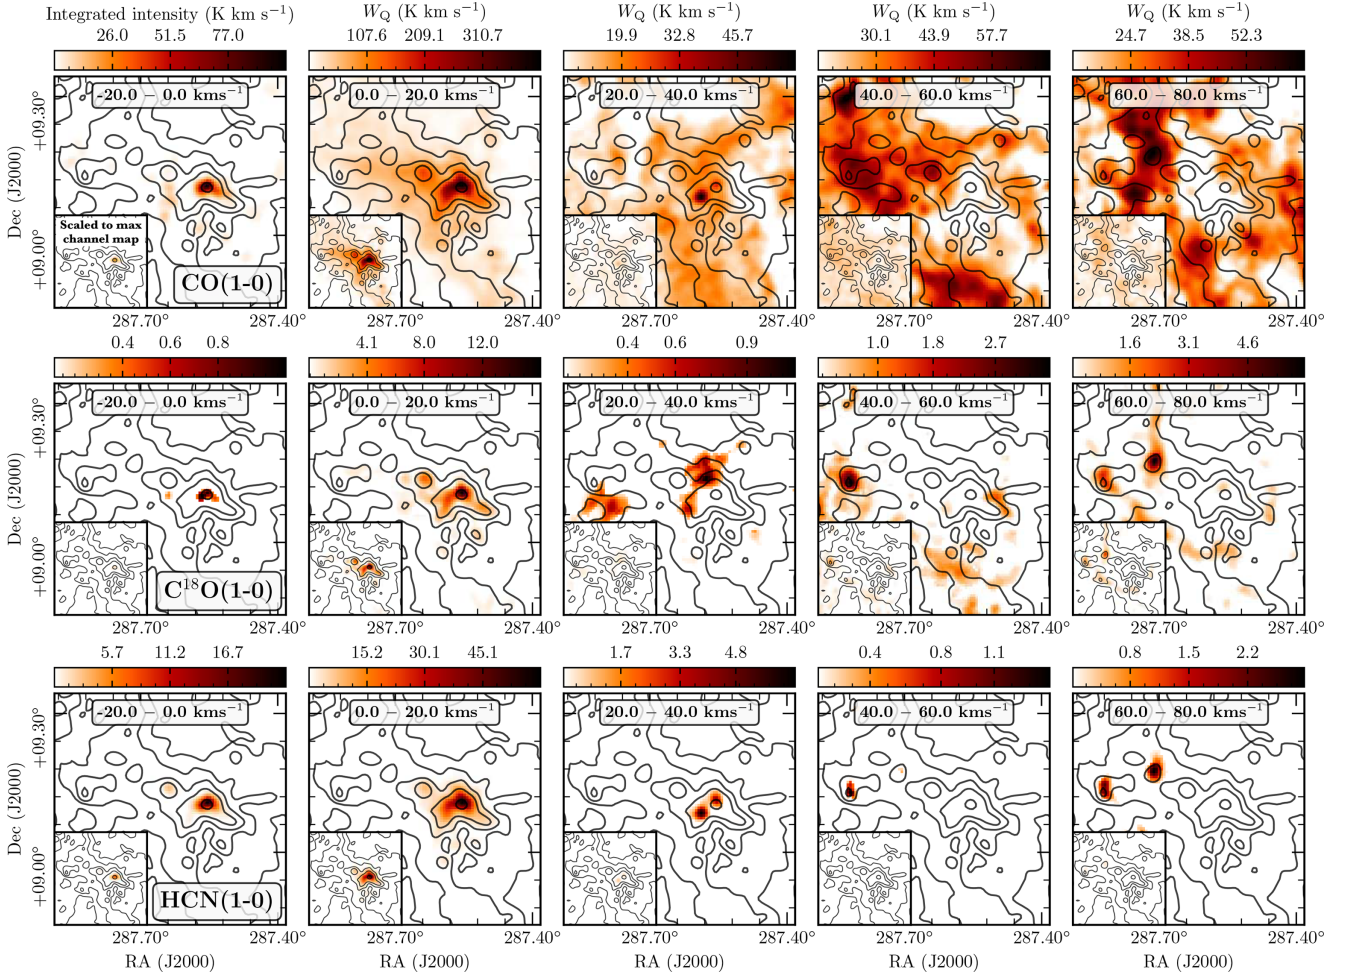 Integrated intensity (K km s⁻¹) W_Q (K km s⁻¹) W_Q (K km s⁻¹) W_Q (K km s⁻¹) W_Q (K km s⁻¹)
26.0 51.5 77.0 107.6 209.1 310.7 19.9 32.8 45.7 30.1 43.9 57.7 24.7 38.5 52.3
-20.0 0.0 kms⁻¹ 0.0 20.0 kms⁻¹ 20.0 − 40.0 kms⁻¹ 40.0 − 60.0 kms⁻¹ 60.0 − 80.0 kms⁻¹
+09.30°
Dec (J2000)
+09.00°
Scaled to max
channel map
CO(1-0)
287.70° 287.40° 287.70° 287.40° 287.70° 287.40° 287.70° 287.40° 287.70° 287.40°
0.4 0.6 0.8 4.1 8.0 12.0 0.4 0.6 0.9 1.0 1.8 2.7 1.6 3.1 4.6
-20.0 0.0 kms⁻¹ 0.0 20.0 kms⁻¹ 20.0 − 40.0 kms⁻¹ 40.0 − 60.0 kms⁻¹ 60.0 − 80.0 kms⁻¹
+09.30°
Dec (J2000)
+09.00°
C¹⁸O(1-0)
287.70° 287.40° 287.70° 287.40° 287.70° 287.40° 287.70° 287.40° 287.70° 287.40°
5.7 11.2 16.7 15.2 30.1 45.1 1.7 3.3 4.8 0.4 0.8 1.1 0.8 1.5 2.2
-20.0 0.0 kms⁻¹ 0.0 20.0 kms⁻¹ 20.0 − 40.0 kms⁻¹ 40.0 − 60.0 kms⁻¹ 60.0 − 80.0 kms⁻¹
+09.30°
Dec (J2000)
+09.00°
HCN(1-0)
287.70° 287.40° 287.70° 287.40° 287.70° 287.40° 287.70° 287.40° 287.70° 287.40°
RA (J2000) RA (J2000) RA (J2000) RA (J2000) RA (J2000)